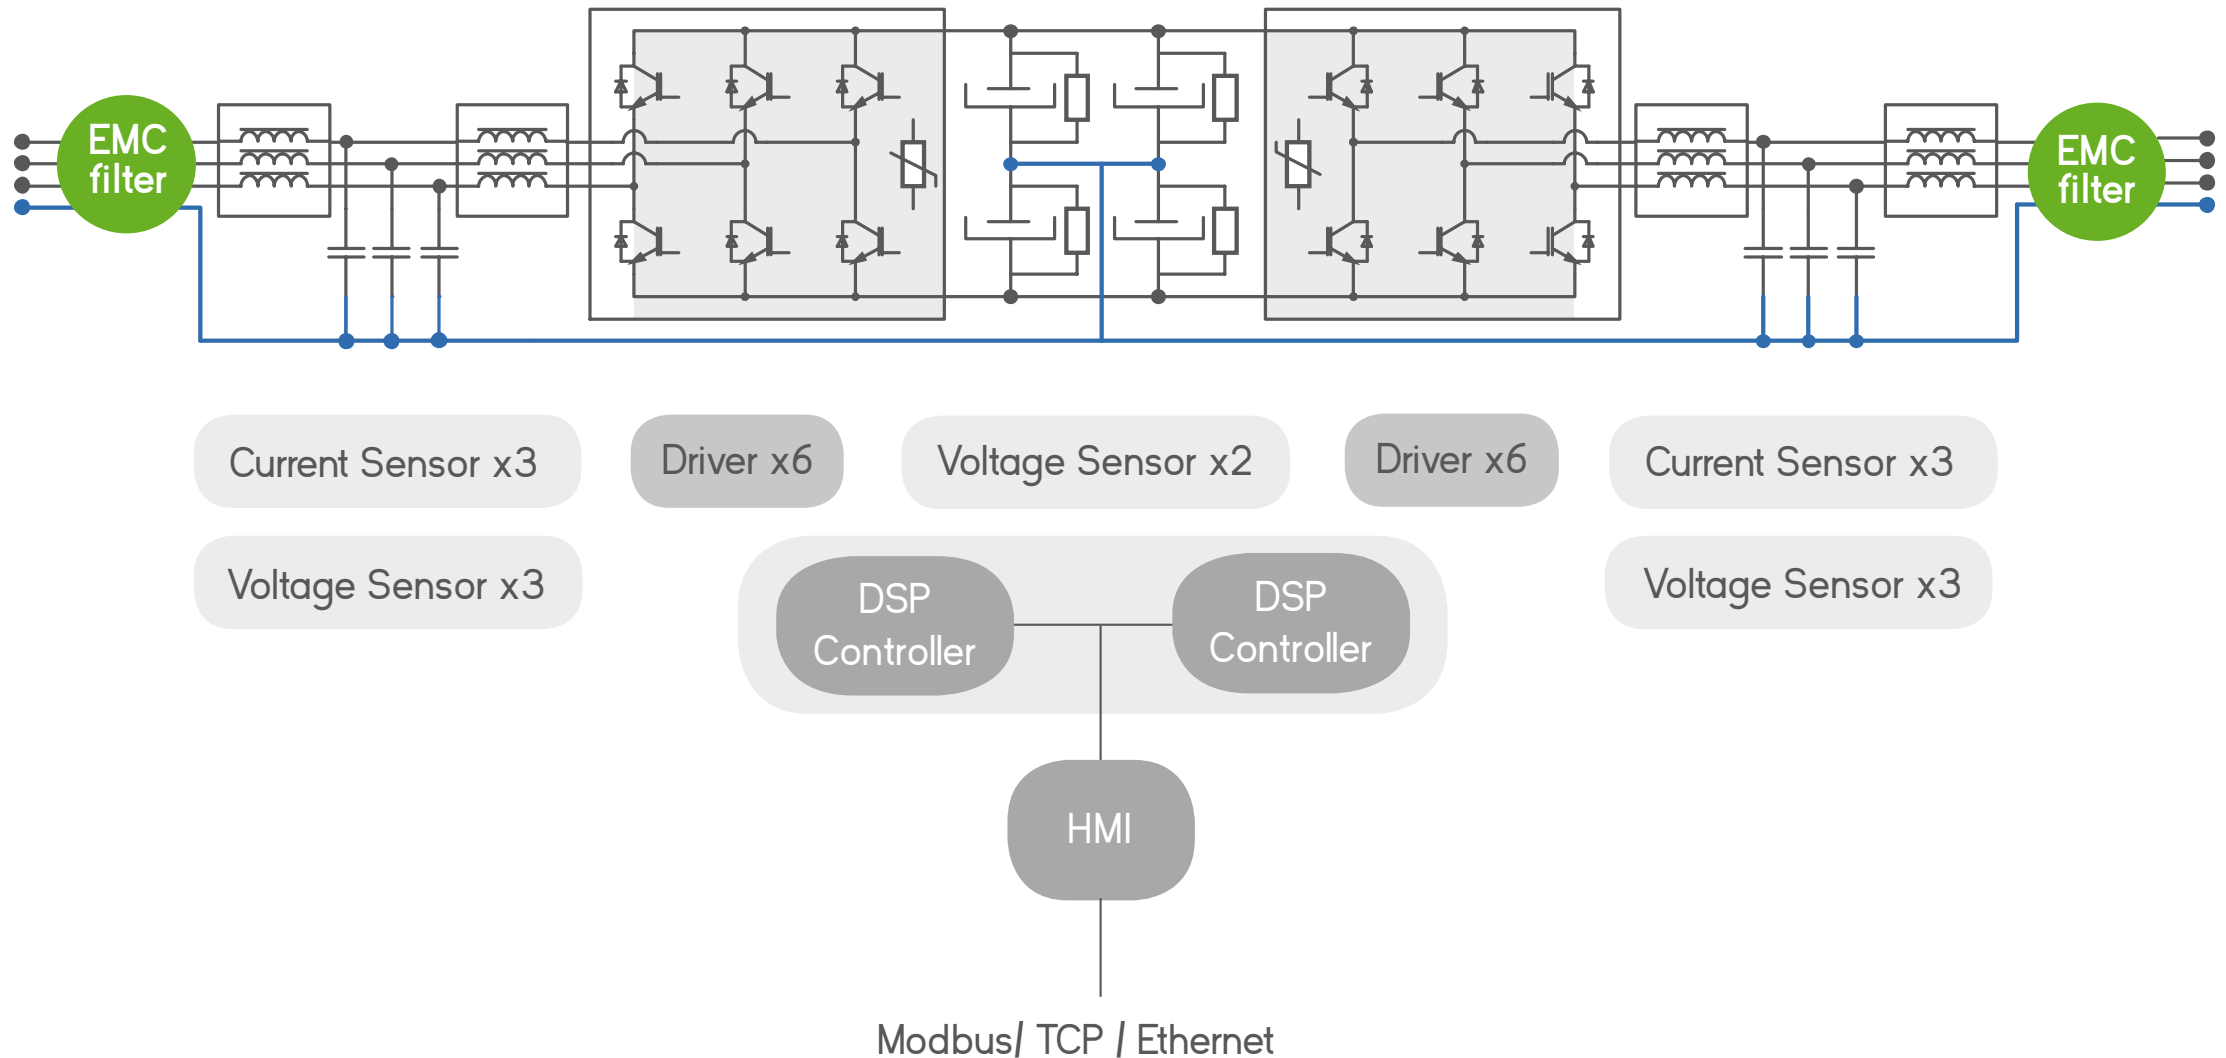 EMC
filter
EMC
filter
Current Sensor x3
Driver x6
Voltage Sensor x2
Driver x6
Current Sensor x3
Voltage Sensor x3
DSP
Controller
DSP
Controller
Voltage Sensor x3
HMI
Modbus/ TCP / Ethernet